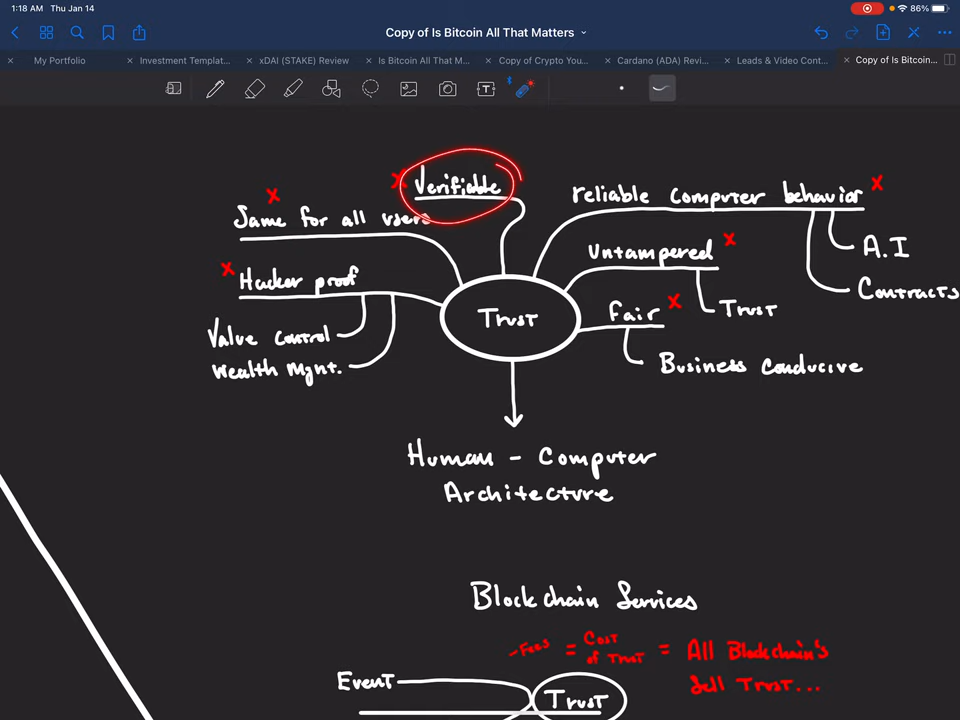 1:18 AM Thu Jan 14
86%
Copy of Is Bitcoin All That Matters
My Portfolio
Investment Templat...
xDAI (STAKE) Review
Is Bitcoin All That M...
Copy of Crypto You...
Cardano (ADA) Revi...
Leads & Video Cont...
Copy of Is Bitcoin...
T
x Verifiable
x
Same for all users
reliable computer behavior x
A.I
Contracts
x Hacker proof
Untampered x
Trust
Value control
Wealth Mgnt.
Fair x
Business conducive
Trust
Human - Computer
Architecture
Blockchain Services
-Fees = Cost of Trust = All Blockchain's
Sell Trust...
Event
Trust